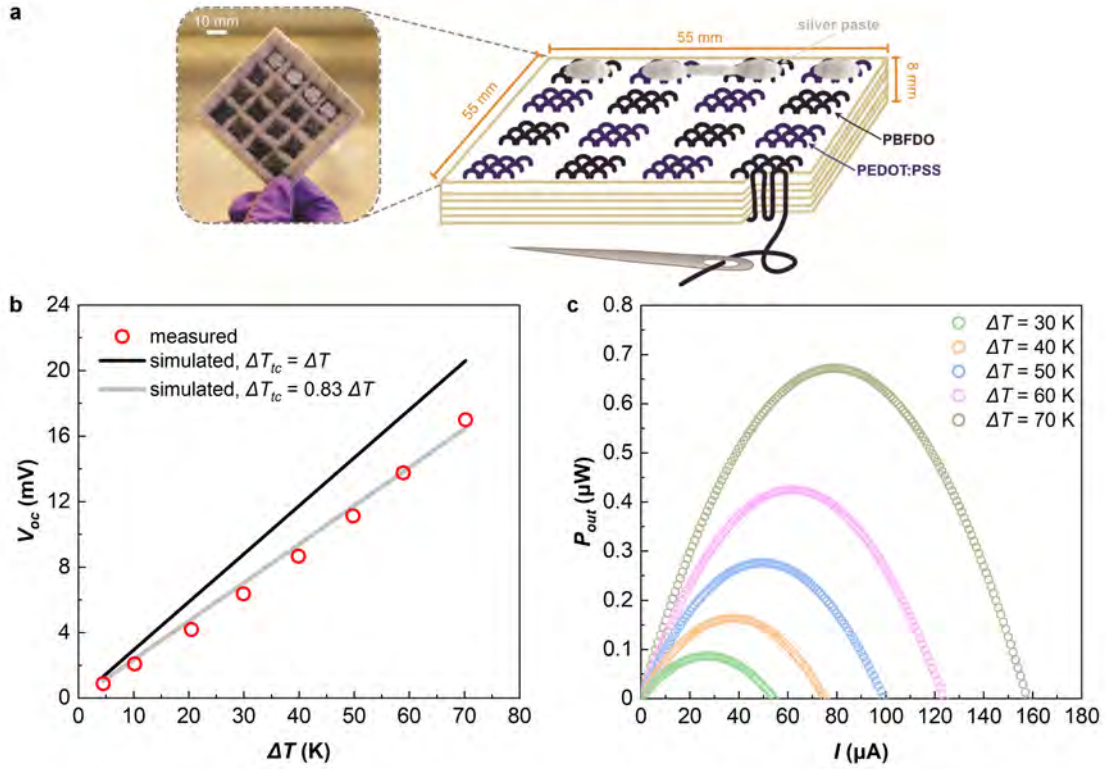 a
10 mm
55 mm
silver paste
55 mm
8 mm
PBFDO
PEDOT:PSS
b
24
20
16
12
8
4
0
V_oc (mV)
measured
simulated, ΔT_tc = ΔT
simulated, ΔT_tc = 0.83 ΔT
0 10 20 30 40 50 60 70 80
ΔT (K)
c
0.8
0.7
0.6
0.5
0.4
0.3
0.2
0.1
0
P_out (μW)
ΔT = 30 K
ΔT = 40 K
ΔT = 50 K
ΔT = 60 K
ΔT = 70 K
0 20 40 60 80 100 120 140 160 180
I (μA)